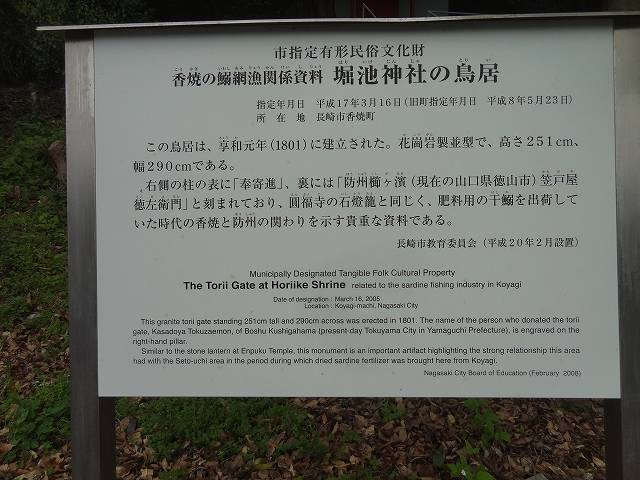 市指定有形民俗文化財
香焼の鰯網漁関係資料 堀池神社の鳥居
指定年月日 平成17年3月16日(旧町指定年月日 平成8年5月23日)
所在地 長崎市香焼町
この鳥居は、享和元年(1801)に建立された。花崗岩製並型で、高さ251cm、
幅290cmである。
右側の柱の表に「奉寄進」、裏には「防州櫛ヶ濱(現在の山口県徳山市)笠戸屋
徳左衛門」と刻まれており、圓福寺の石燈籠と同じく、肥料用の干鰯を出荷して
いた時代の香焼と防州の関わりを示す貴重な資料である。
長崎市教育委員会(平成20年2月設置)
Municipally Designated Tangible Folk Cultural Property
The Torii Gate at Horiike Shrine related to the sardine fishing industry in Koyagi
Date of designation : March 16, 2005
Location : Koyagi-machi, Nagasaki City
This granite torii gate standing 251cm tall and 290cm across was erected in 1801. The name of the person who donated the torii
gate, Kasadoya Tokuzaemon, of Boshu Kushigahama (present-day Tokuyama City in Yamaguchi Prefecture), is engraved on the
right-hand pillar.
Similar to the stone lantern at Enpuku Temple, this monument is an important artifact highlighting the strong relationship this area
had with the Seto-uchi area in the period during which dried sardine fertilizer was brought here from Koyagi.
Nagasaki City Board of Education (February 2008)